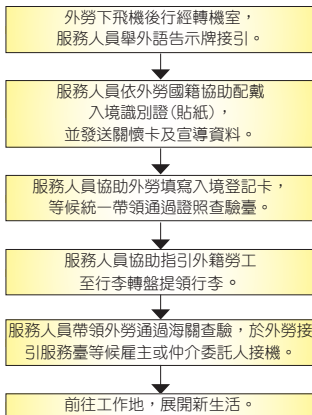 外勞下飛機後行經轉機室，
服務人員舉外語告示牌接引。
服務人員依外勞國籍協助配戴
入境識別證(貼紙)，
並發送關懷卡及宣導資料。
服務人員協助外勞填寫入境登記卡，
等候統一帶領通過證照查驗臺。
服務人員協助指引外籍勞工
至行李轉盤提領行李。
服務人員帶領外勞通過海關查驗，於外勞接
引服務臺等候雇主或仲介委託人接機。
前往工作地，展開新生活。